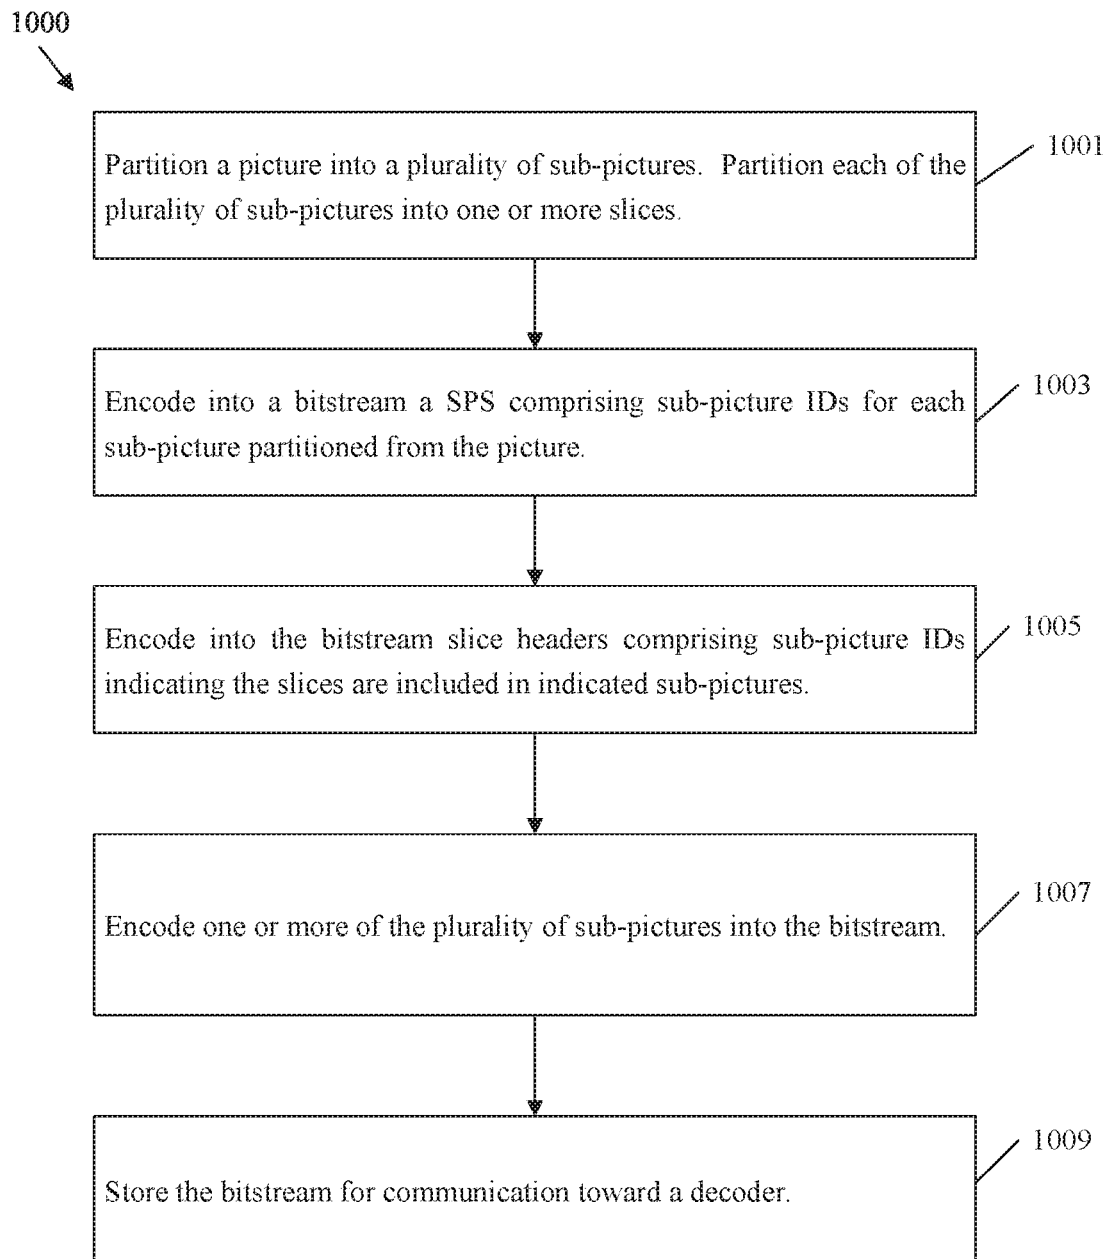 1000
Partition a picture into a plurality of sub-pictures. Partition each of the
1001
plurality of sub-pictures into one or more slices.
Encode into a bitstream a SPS comprising sub-picture IDs for each
1003
sub-picture partitioned from the picture.
Encode into the bitstream slice headers comprising sub-picture IDs
1005
indicating the slices are included in indicated sub-pictures.
Encode one or more of the plurality of sub-pictures into the bitstream.
1007
Store the bitstream for communication toward a decoder.
1009